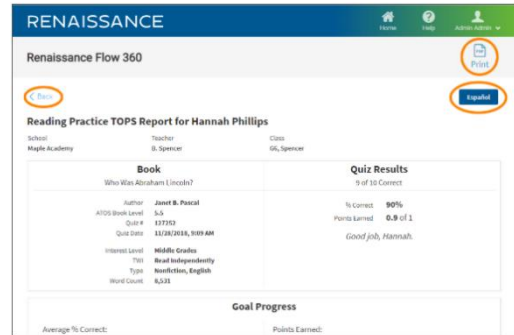 RENAISSANCE
Home
Help
Admin Admin
Renaissance Flow 360
Print
Back
Español
Reading Practice TOPS Report for Hannah Phillips
School Teacher Class
Maple Academy B. Spencer G6, Spencer
Book
Who Was Abraham Lincoln?
Author Janet B. Pascal
ATOS Book Level 5.5
Quiz # 127252
Quiz Date 11/28/2018, 9:09 AM
Interest Level Middle Grades
TWI Read Independently
Type Nonfiction, English
Word Count 8,531
Quiz Results
9 of 10 Correct
% Correct 90%
Points Earned 0.9 of 1
Good job, Hannah.
Goal Progress
Average % Correct: Points Earned: